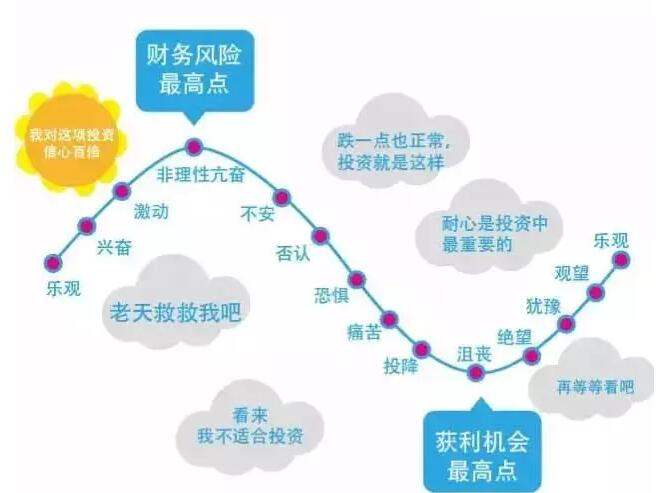 财务风险
最高点
我对这项投资
信心百倍
非理性亢奋
激动
兴奋
乐观
不安
否认
恐惧
痛苦
投降
沮丧
绝望
犹豫
观望
乐观
跌一点也正常，
投资就是这样
耐心是投资中
最重要的
老天救救我吧
再等等看吧
看来
我不适合投资
获利机会
最高点